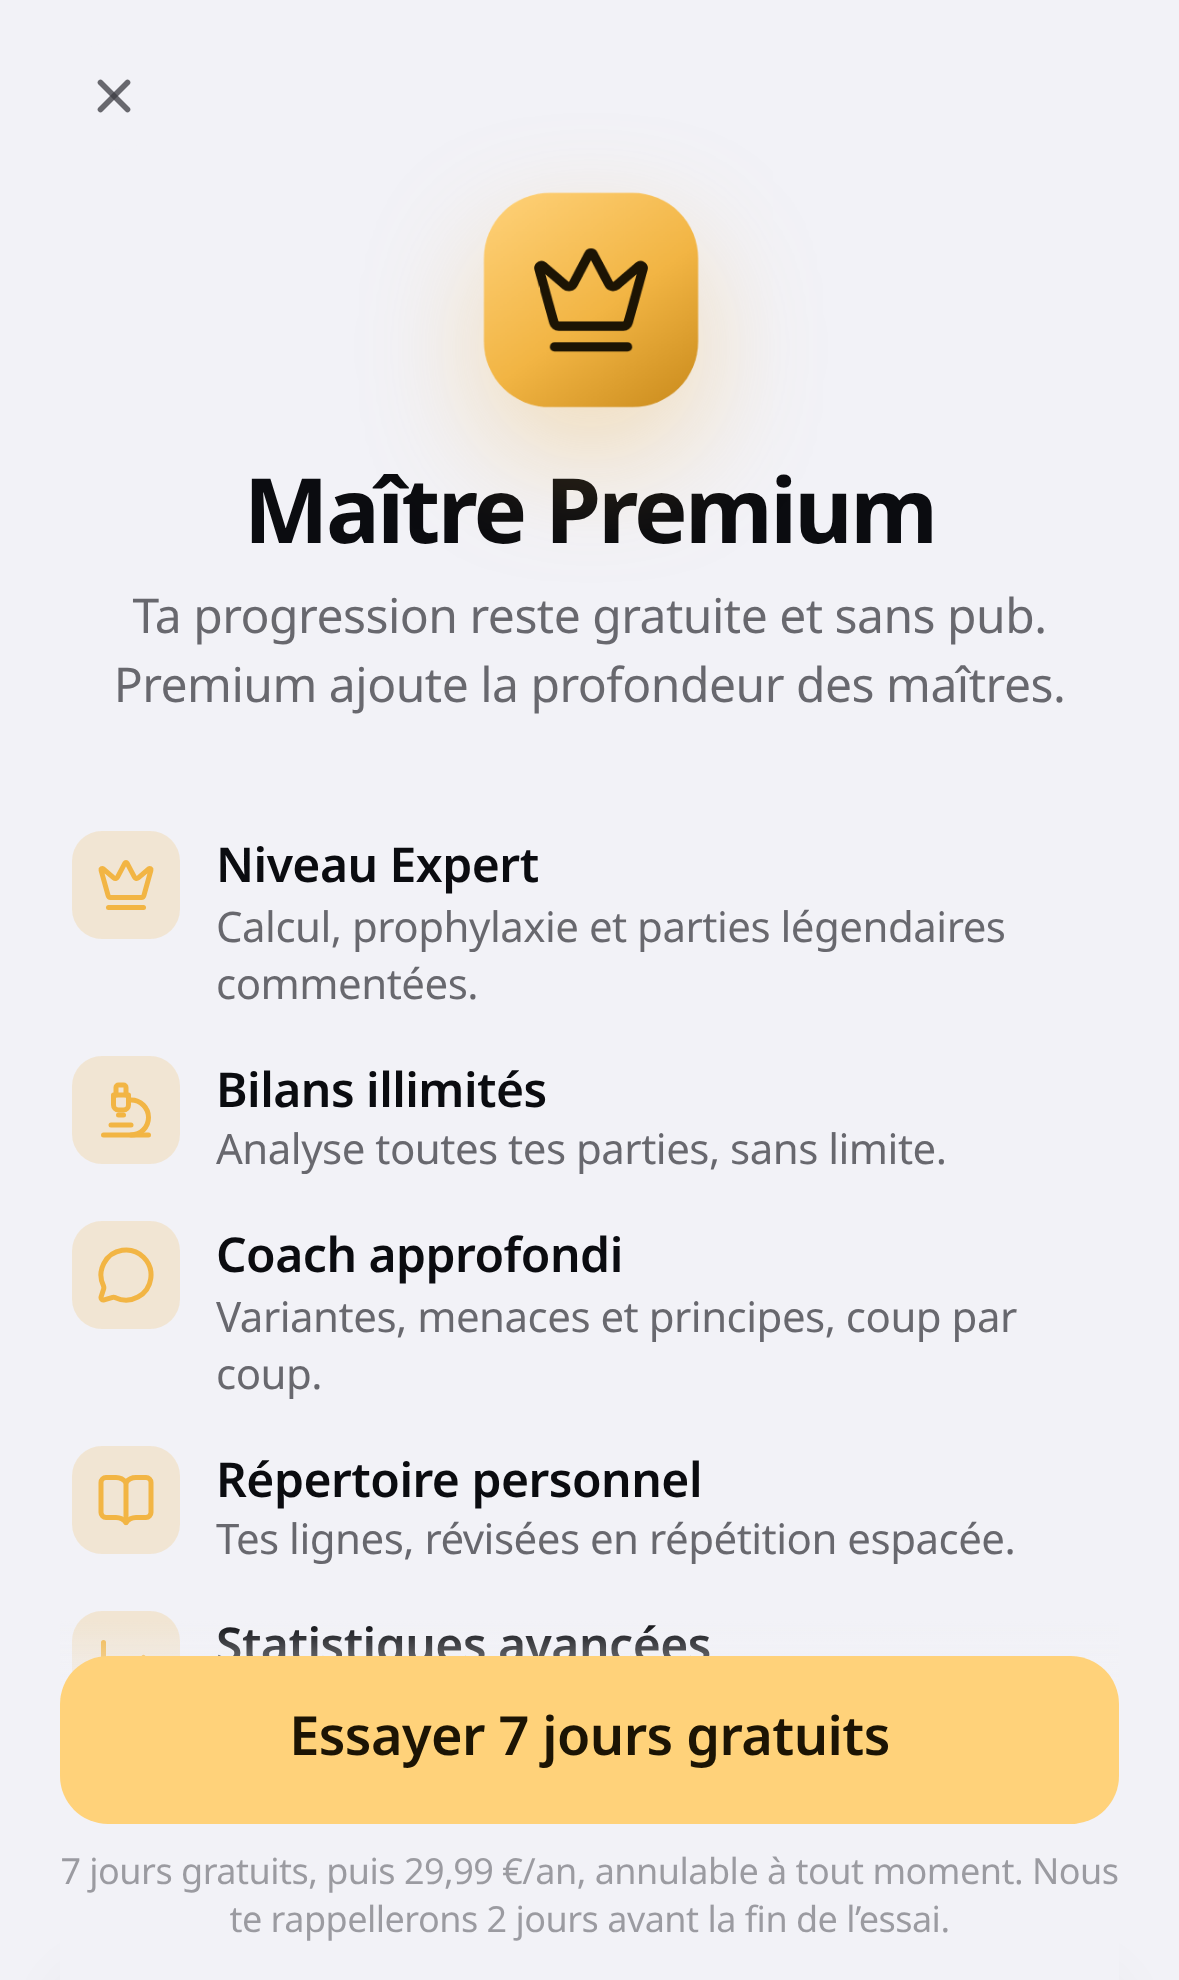 Maître Premium
Ta progression reste gratuite et sans pub.
Premium ajoute la profondeur des maîtres.
Niveau Expert
Calcul, prophylaxie et parties légendaires
commentées.
Bilans illimités
Analyse toutes tes parties, sans limite.
Coach approfondi
Variantes, menaces et principes, coup par
coup.
Répertoire personnel
Tes lignes, révisées en répétition espacée.
Statistiques avancées
Essayer 7 jours gratuits
7 jours gratuits, puis 29,99 €/an, annulable à tout moment. Nous
te rappellerons 2 jours avant la fin de l’essai.